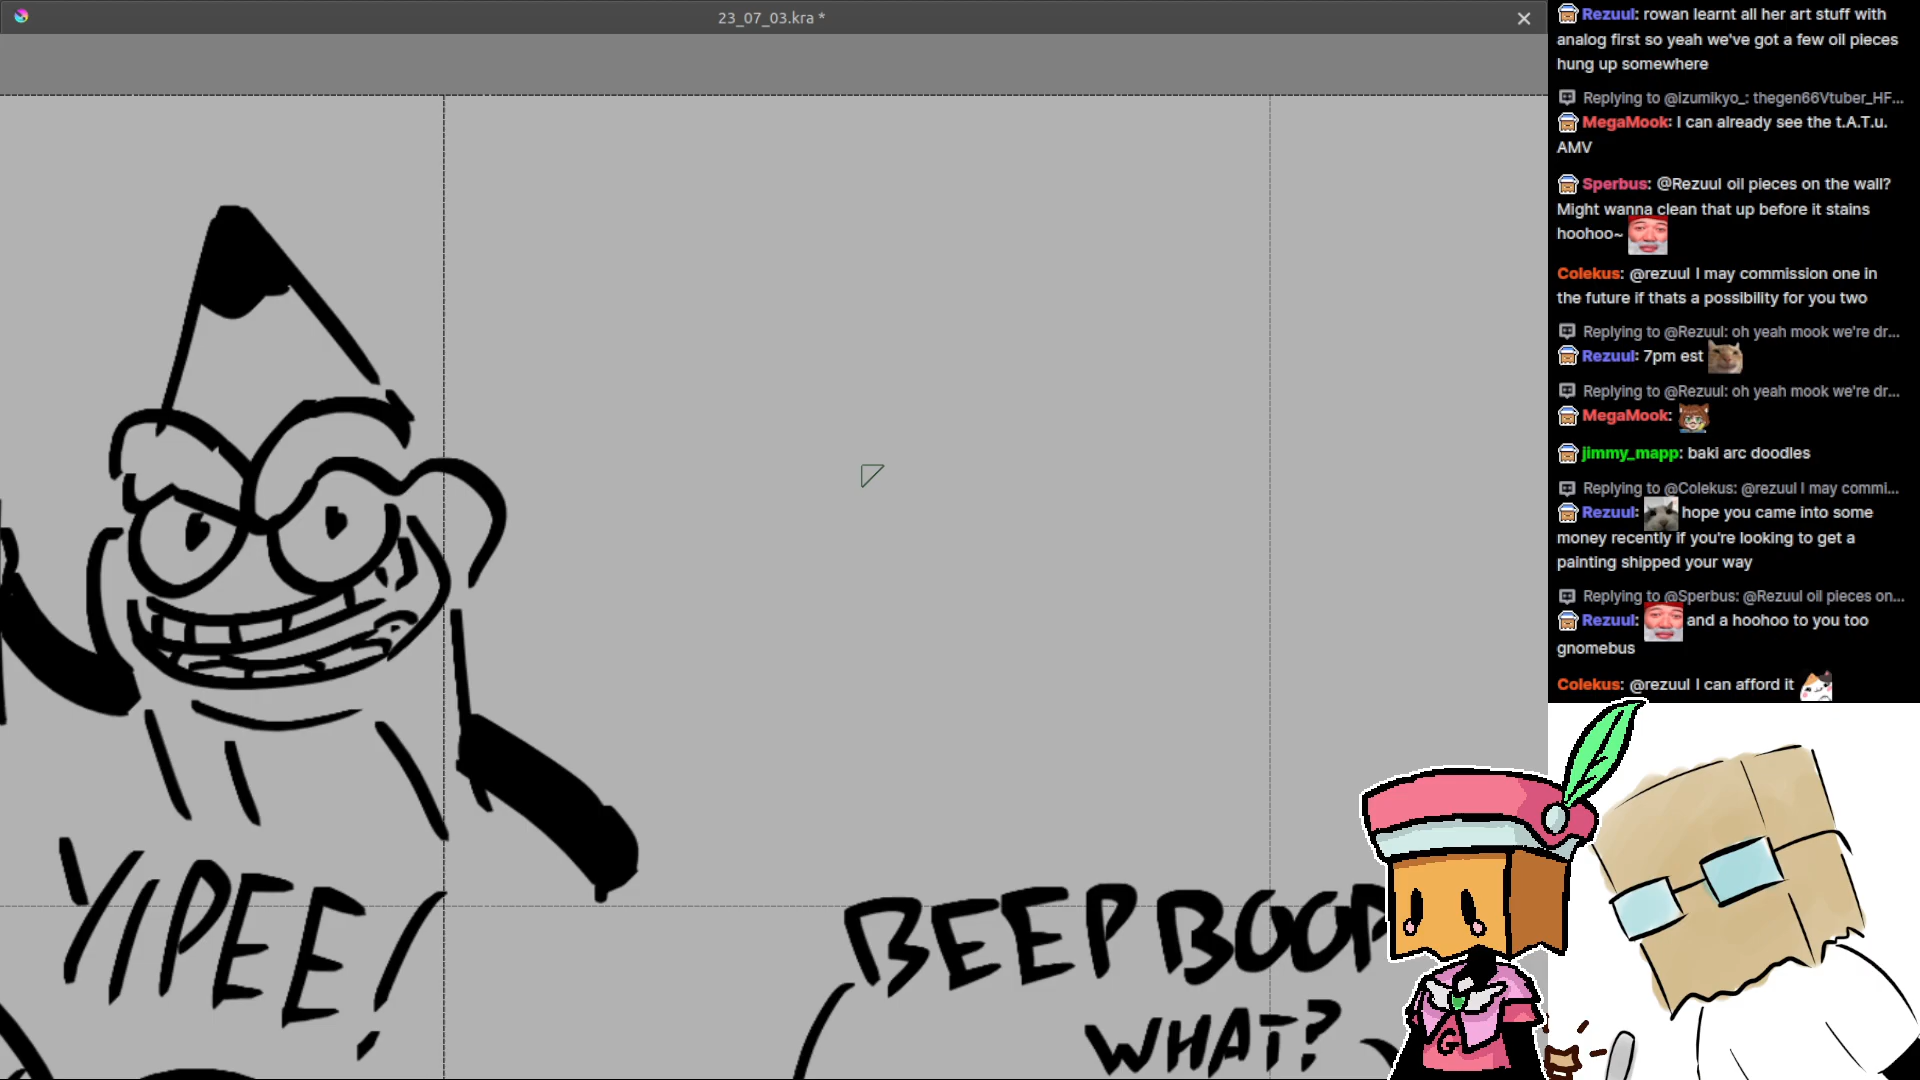 23_07_03.kra *
YIPEE!
BEEP BOOP
WHAT?
G
Rezuul: rowan learnt all her art stuff with
analog first so yeah we've got a few oil pieces
hung up somewhere
Replying to @izumikyo_: thegen66Vtuber_HF...
MegaMook: I can already see the t.A.T.u.
AMV
Sperbus: @Rezuul oil pieces on the wall?
Might wanna clean that up before it stains
hoohoo~
Colekus: @rezuul I may commission one in
the future if thats a possibility for you two
Replying to @Rezuul: oh yeah mook we're dr...
Rezuul: 7pm est
Replying to @Rezuul: oh yeah mook we're dr...
MegaMook:
jimmy_mapp: baki arc doodles
Replying to @Colekus: @rezuul I may commi...
Rezuul: hope you came into some
money recently if you're looking to get a
painting shipped your way
Replying to @Sperbus: @Rezuul oil pieces on...
Rezuul: and a hoohoo to you too
gnomebus
Colekus: @rezuul I can afford it